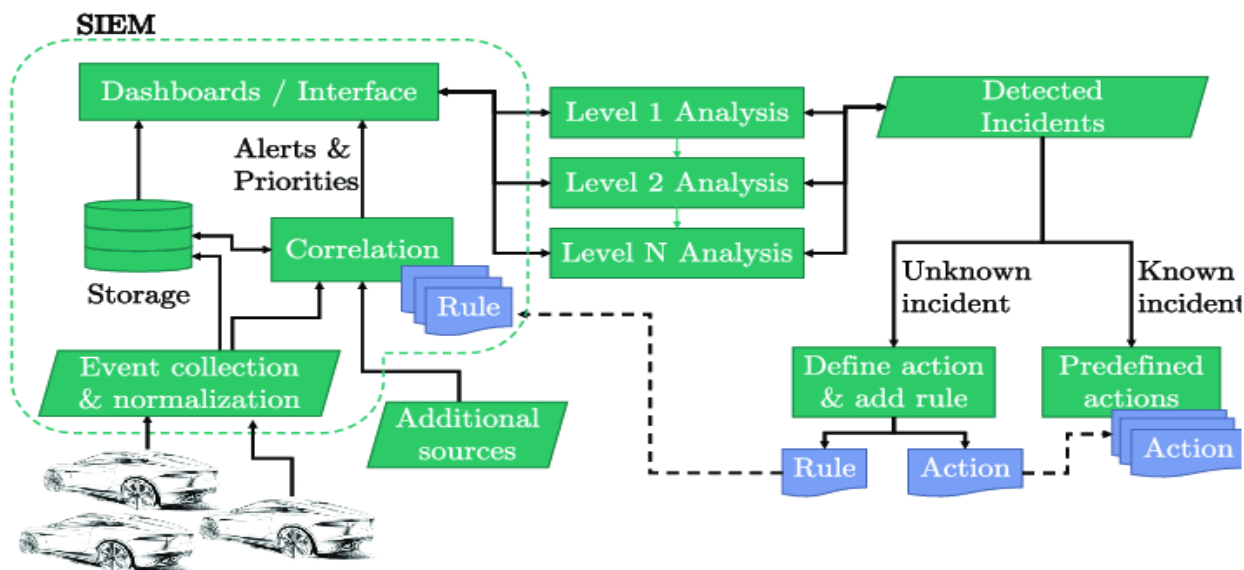 SIEM
Dashboards / Interface
Alerts &
Priorities
Storage
Correlation
Rule
Event collection
& normalization
Additional
sources
Level 1 Analysis
Level 2 Analysis
Level N Analysis
Detected
Incidents
Unknown
incident
Known
incident
Define action
& add rule
Predefined
actions
Rule
Action
Action